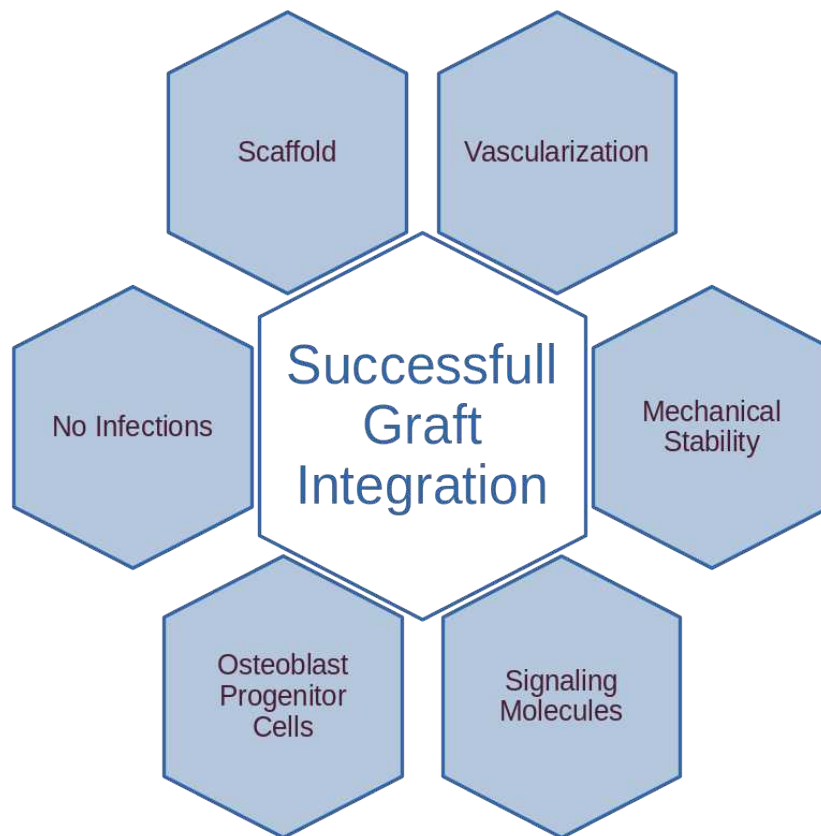 Scaffold
Vascularization
No Infections
Successfull
Graft
Integration
Mechanical
Stability
Osteoblast
Progenitor
Cells
Signaling
Molecules